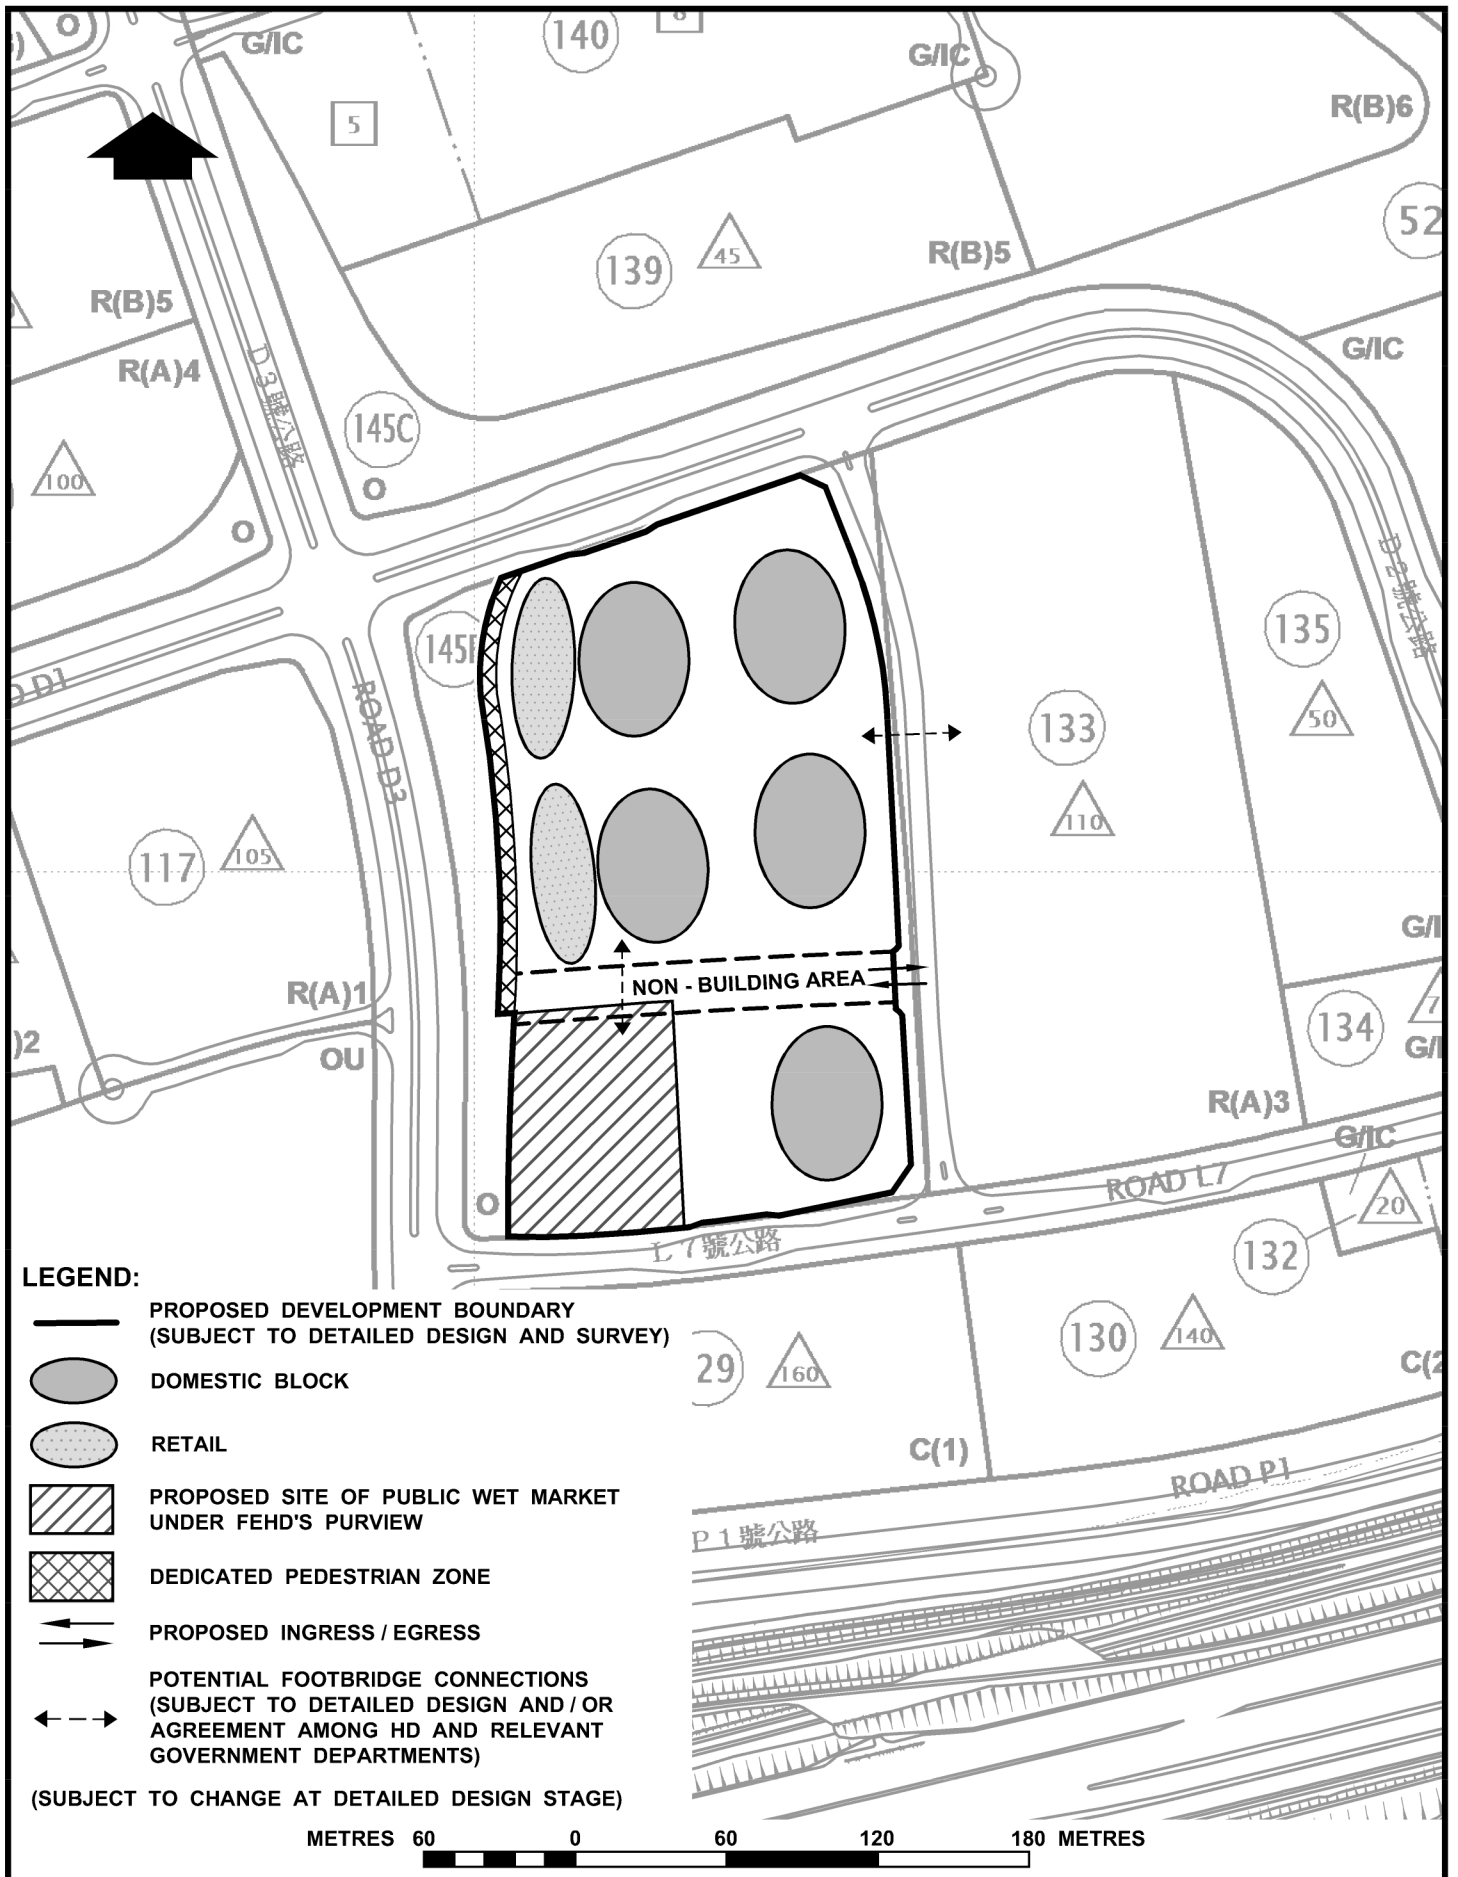 O
G/IC
140
8
G/IC
R(B)6
5
52
139
45
R(B)5
R(B)5
G/IC
R(A)4
D 3號公路
145C
100
O
O
D 2號公路
145
135
D D1
ROAD D3
50
133
110
117
105
G/I
NON - BUILDING AREA
R(A)1
134
7
)2
OU
G/I
R(A)3
G/IC
ROAD L7
O
20
L 7號公路
132
LEGEND:
PROPOSED DEVELOPMENT BOUNDARY
(SUBJECT TO DETAILED DESIGN AND SURVEY)
130
140
29
160
C(2
DOMESTIC BLOCK
RETAIL
C(1)
ROAD P1
PROPOSED SITE OF PUBLIC WET MARKET
UNDER FEHD'S PURVIEW
P 1 號公路
DEDICATED PEDESTRIAN ZONE
PROPOSED INGRESS / EGRESS
POTENTIAL FOOTBRIDGE CONNECTIONS
(SUBJECT TO DETAILED DESIGN AND / OR
AGREEMENT AMONG HD AND RELEVANT
GOVERNMENT DEPARTMENTS)
(SUBJECT TO CHANGE AT DETAILED DESIGN STAGE)
METRES 60 0 60 120 180 METRES